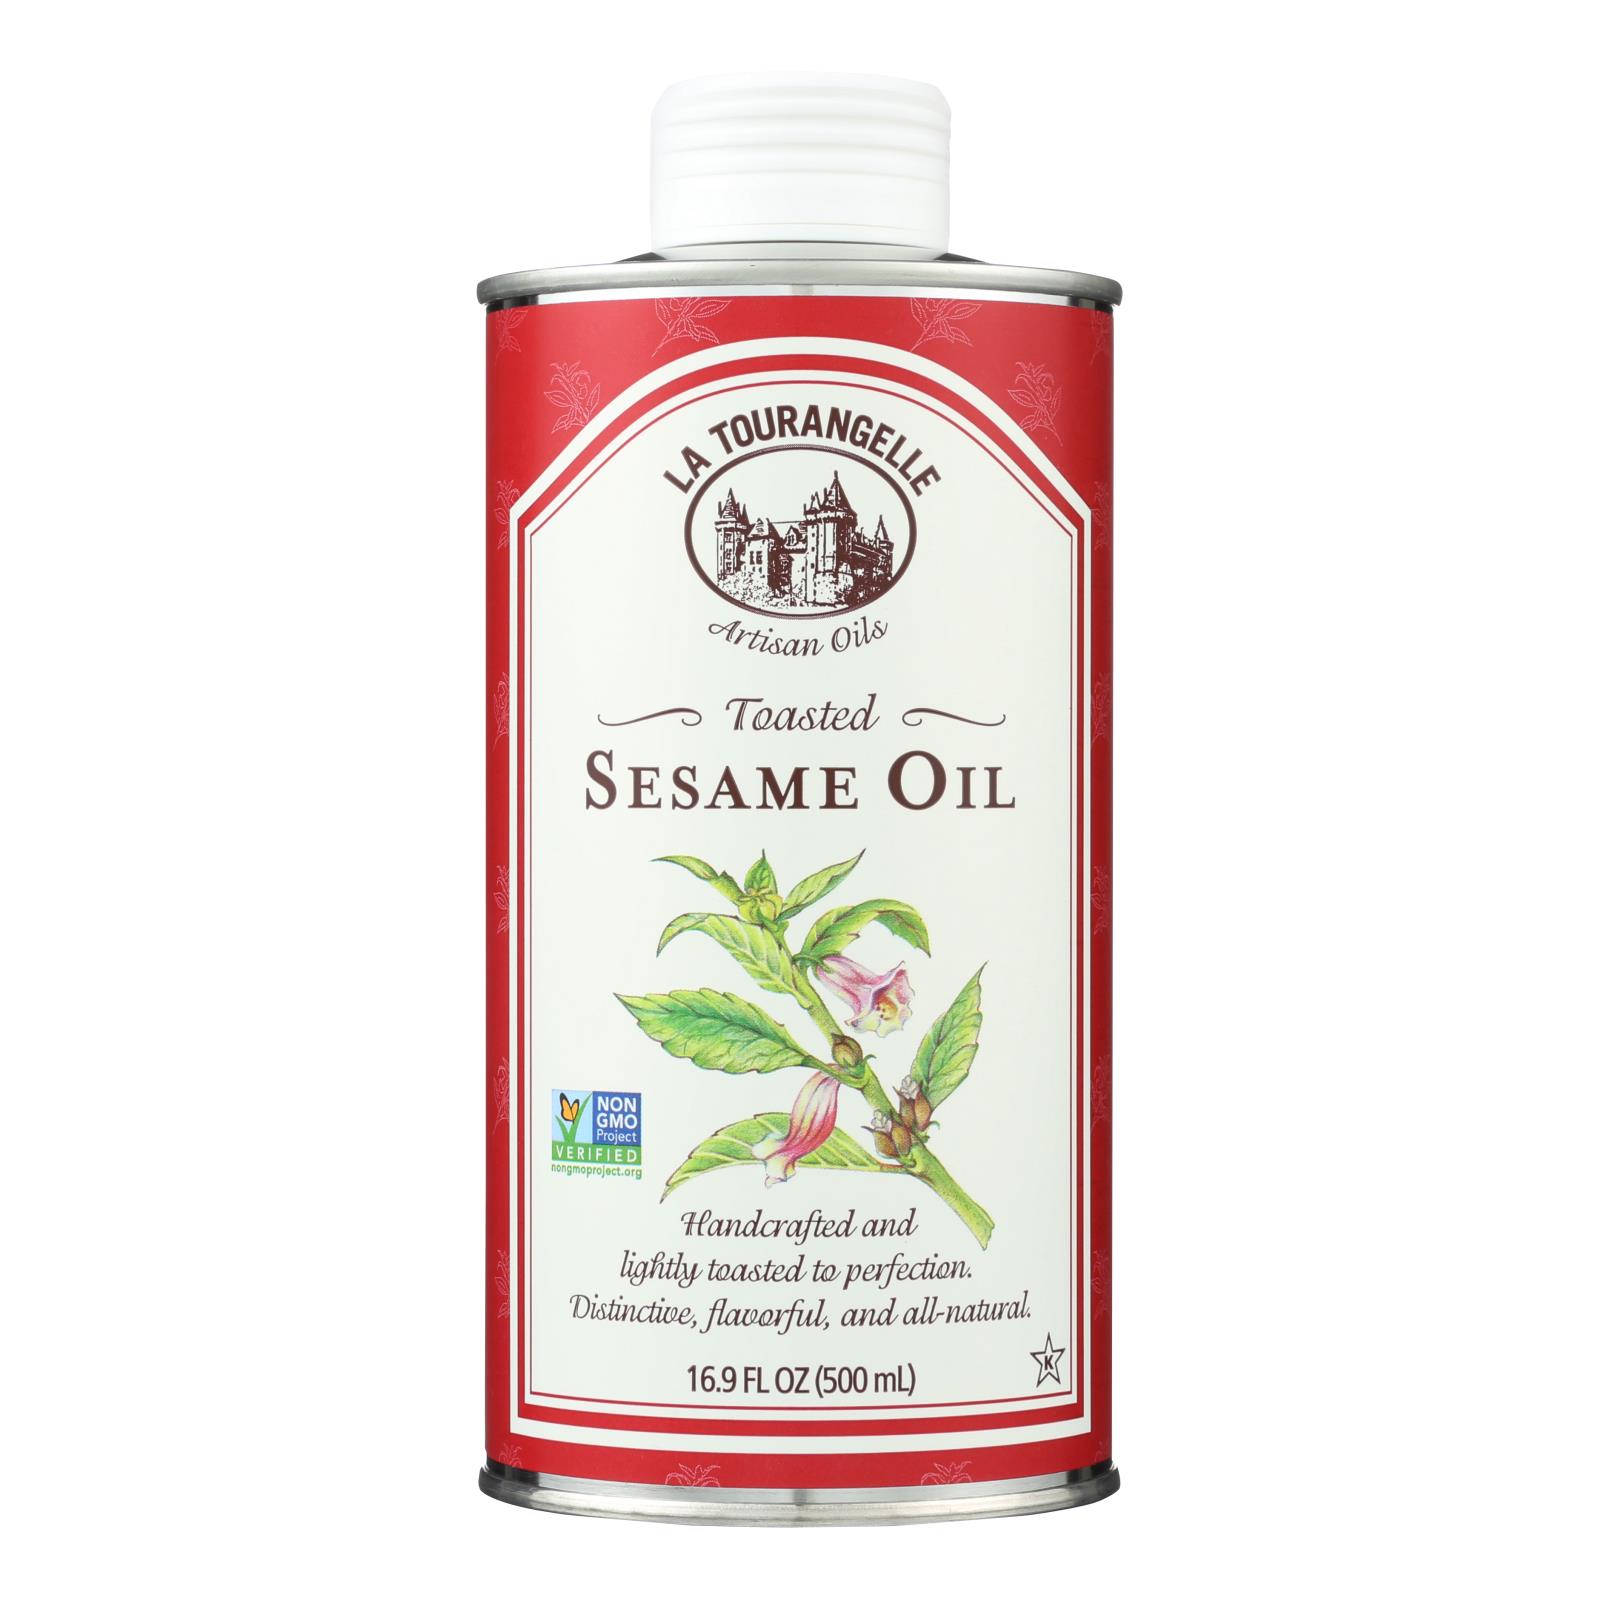 LA TOURANGELLE
Artisan Oils
Toasted
SESAME OIL
NON
GMO
Project
VERIFIED
nongmoproject.org
Handcrafted and
lightly toasted to perfection.
Distinctive, flavorful, and all-natural.
K
16.9 FL OZ (500 mL)